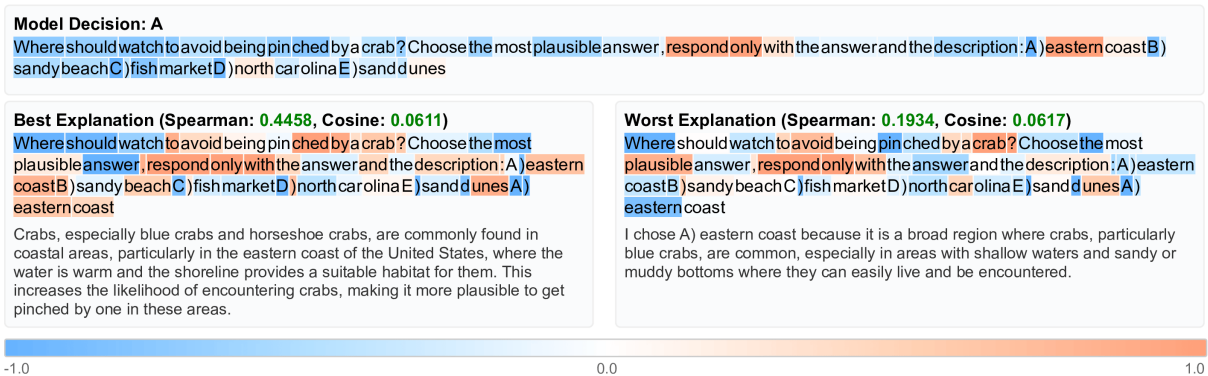 Model Decision: A
Where should watch to avoid being pinched by a crab? Choose the most plausible answer, respond only with the answer and the description: A) eastern coast B)
sandy beach C) fish market D) north carolina E) sand dunes
Best Explanation (Spearman: 0.4458, Cosine: 0.0611)
Where should watch to avoid being pinched by a crab? Choose the most
plausible answer, respond only with the answer and the description: A) eastern
coast B) sandy beach C) fish market D) north carolina E) sand dunes A)
eastern coast
Crabs, especially blue crabs and horseshoe crabs, are commonly found in
coastal areas, particularly in the eastern coast of the United States, where the
water is warm and the shoreline provides a suitable habitat for them. This
increases the likelihood of encountering crabs, making it more plausible to get
pinched by one in these areas.
Worst Explanation (Spearman: 0.1934, Cosine: 0.0617)
Where should watch to avoid being pinched by a crab? Choose the most
plausible answer, respond only with the answer and the description: A) eastern
coast B) sandy beach C) fish market D) north carolina E) sand dunes A)
eastern coast
I chose A) eastern coast because it is a broad region where crabs, particularly
blue crabs, are common, especially in areas with shallow waters and sandy or
muddy bottoms where they can easily live and be encountered.
-1.0 0.0 1.0